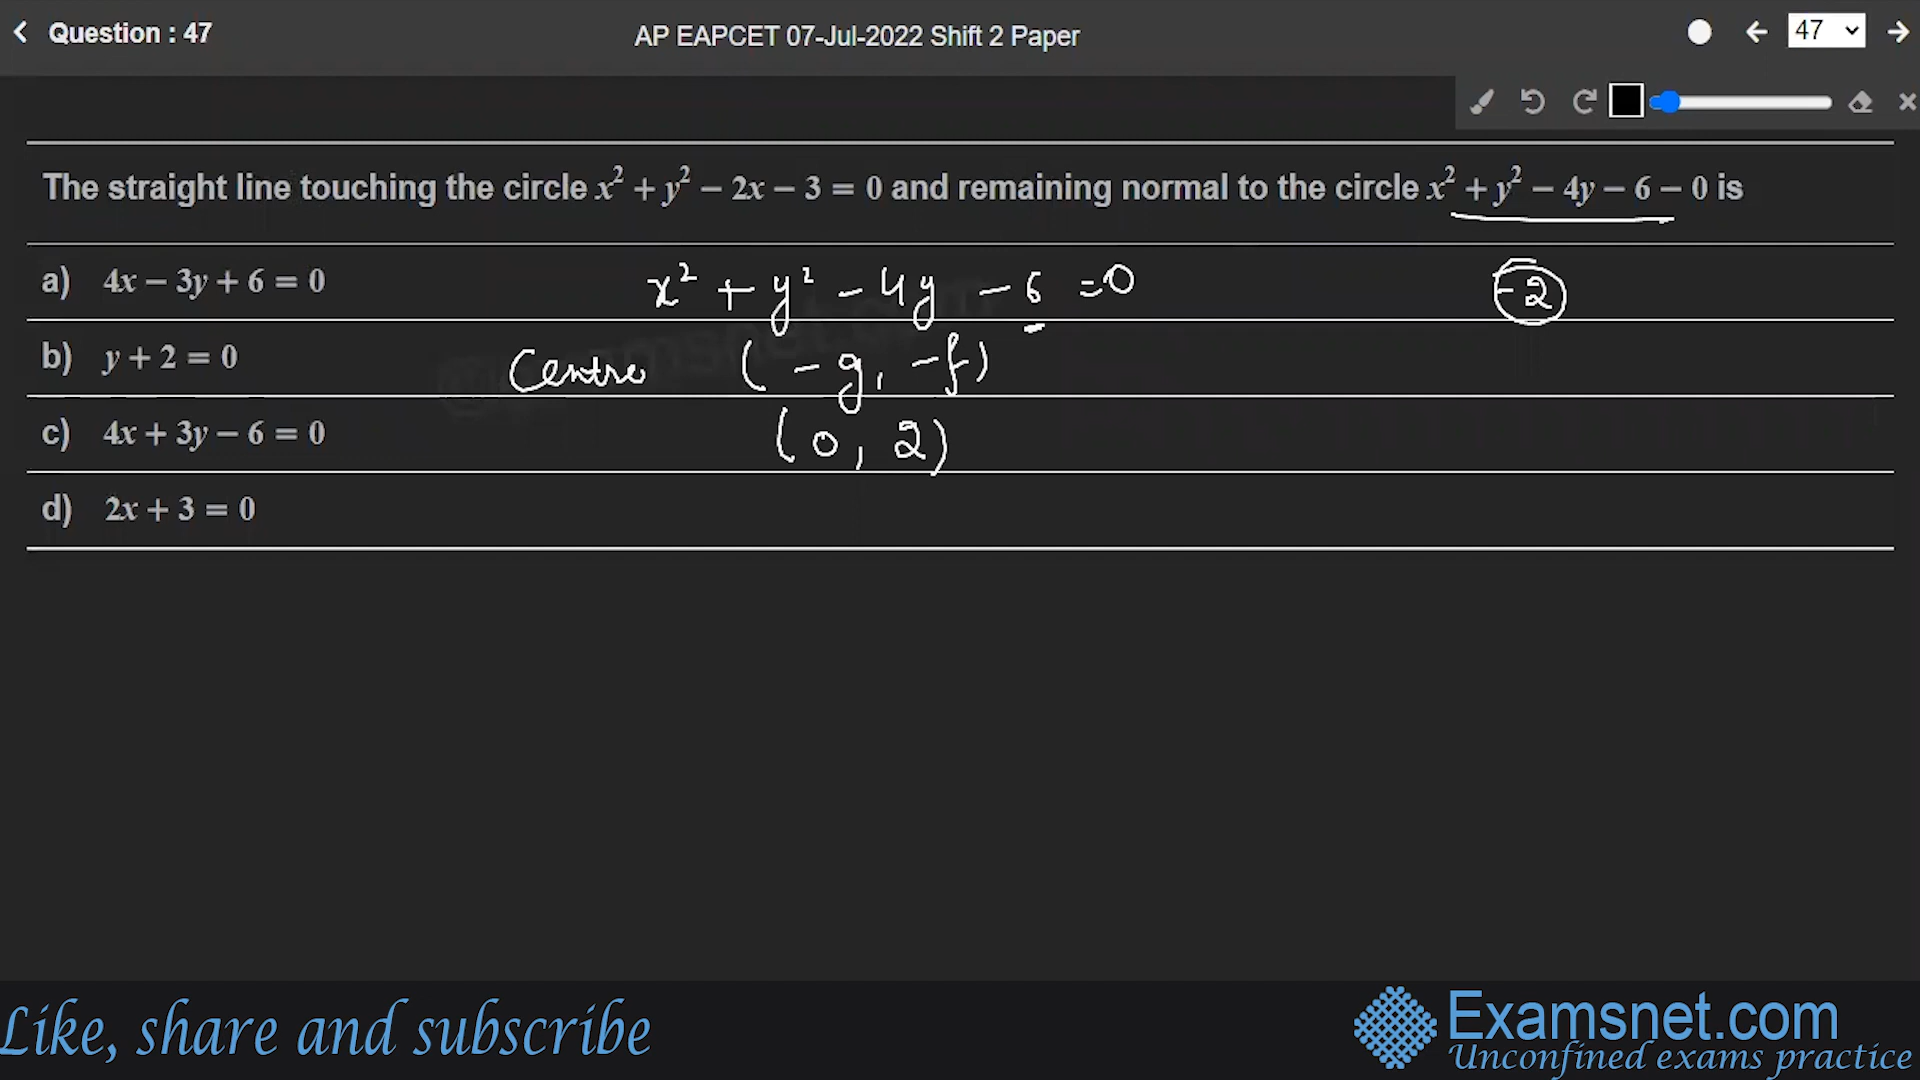 Question : 47
AP EAPCET 07-Jul-2022 Shift 2 Paper
47
The straight line touching the circle x² + y² − 2x − 3 = 0 and remaining normal to the circle x² + y² − 4y − 6 − 0 is
a) 4x − 3y + 6 = 0
x² + y² − 4y − 6 = 0
−2
b) y + 2 = 0
Centre (−g, −f)
c) 4x + 3y − 6 = 0
(0, 2)
d) 2x + 3 = 0
Like, share and subscribe
Examsnet.com
Unconfined exams practice